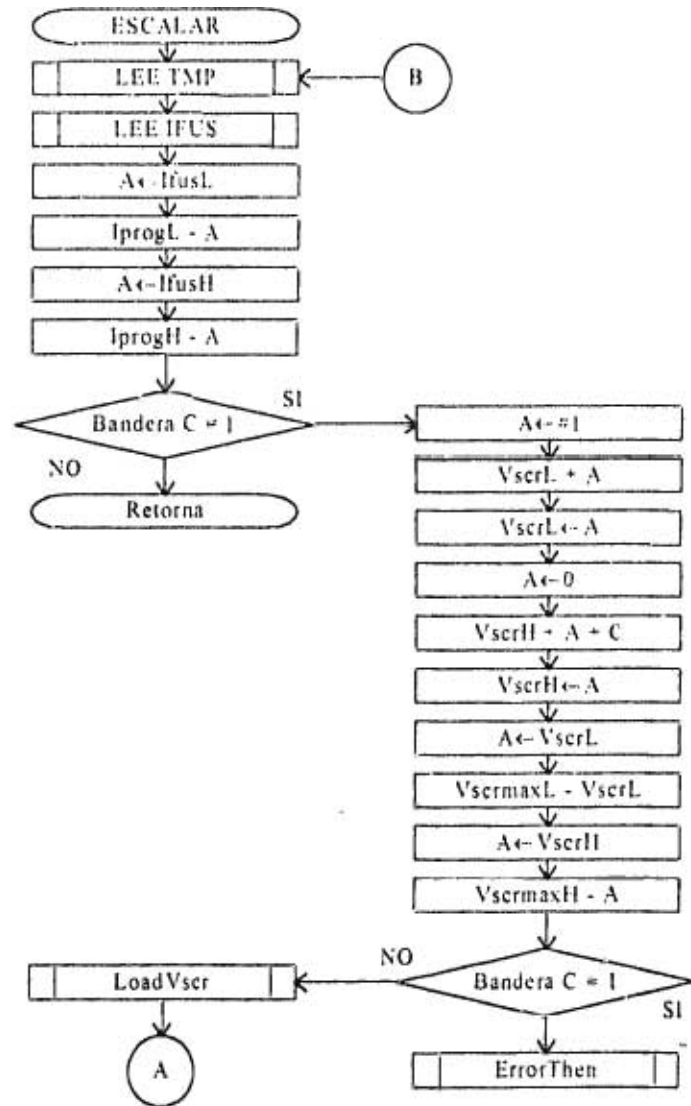 ESCALAR
LEE TMP
B
LEE IFUS
A←IfusL
IprogL - A
A←IfusH
IprogH - A
Bandera C = 1
SI
NO
Retorna
A←#1
VscrL + A
VscrL←A
A←0
VscrH + A + C
VscrH←A
A←VscrL
VscrmaxL - VscrL
A←VscrH
VscrmaxH - A
Bandera C = 1
NO
SI
LoadVscr
A
ErrorThen